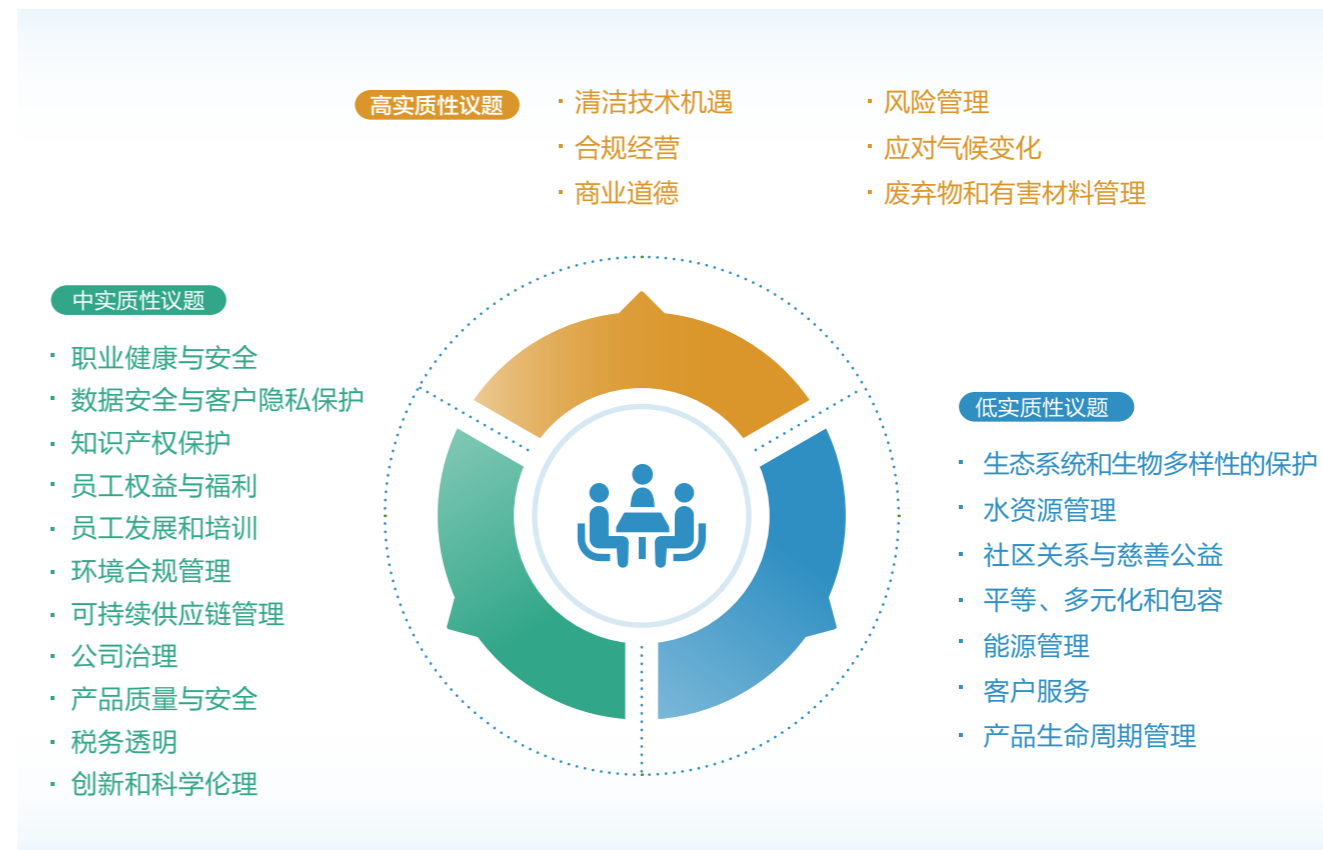 高实质性议题
· 清洁技术机遇
· 合规经营
· 商业道德
· 风险管理
· 应对气候变化
· 废弃物和有害材料管理
中实质性议题
· 职业健康与安全
· 数据安全与客户隐私保护
· 知识产权保护
· 员工权益与福利
· 员工发展和培训
· 环境合规管理
· 可持续供应链管理
· 公司治理
· 产品质量与安全
· 税务透明
· 创新和科学伦理
低实质性议题
· 生态系统和生物多样性的保护
· 水资源管理
· 社区关系与慈善公益
· 平等、多元化和包容
· 能源管理
· 客户服务
· 产品生命周期管理